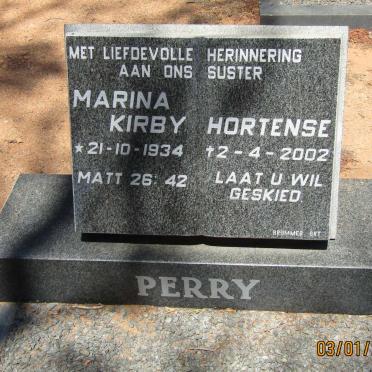 MET LIEFDEVOLLE HERINNERING
AAN ONS SUSTER
MARINA
KIRBY HORTENSE
*21-10-1934 †2-4-2002
MATT 26:42 LAAT U WIL
GESKIED
PERRY
03/01/